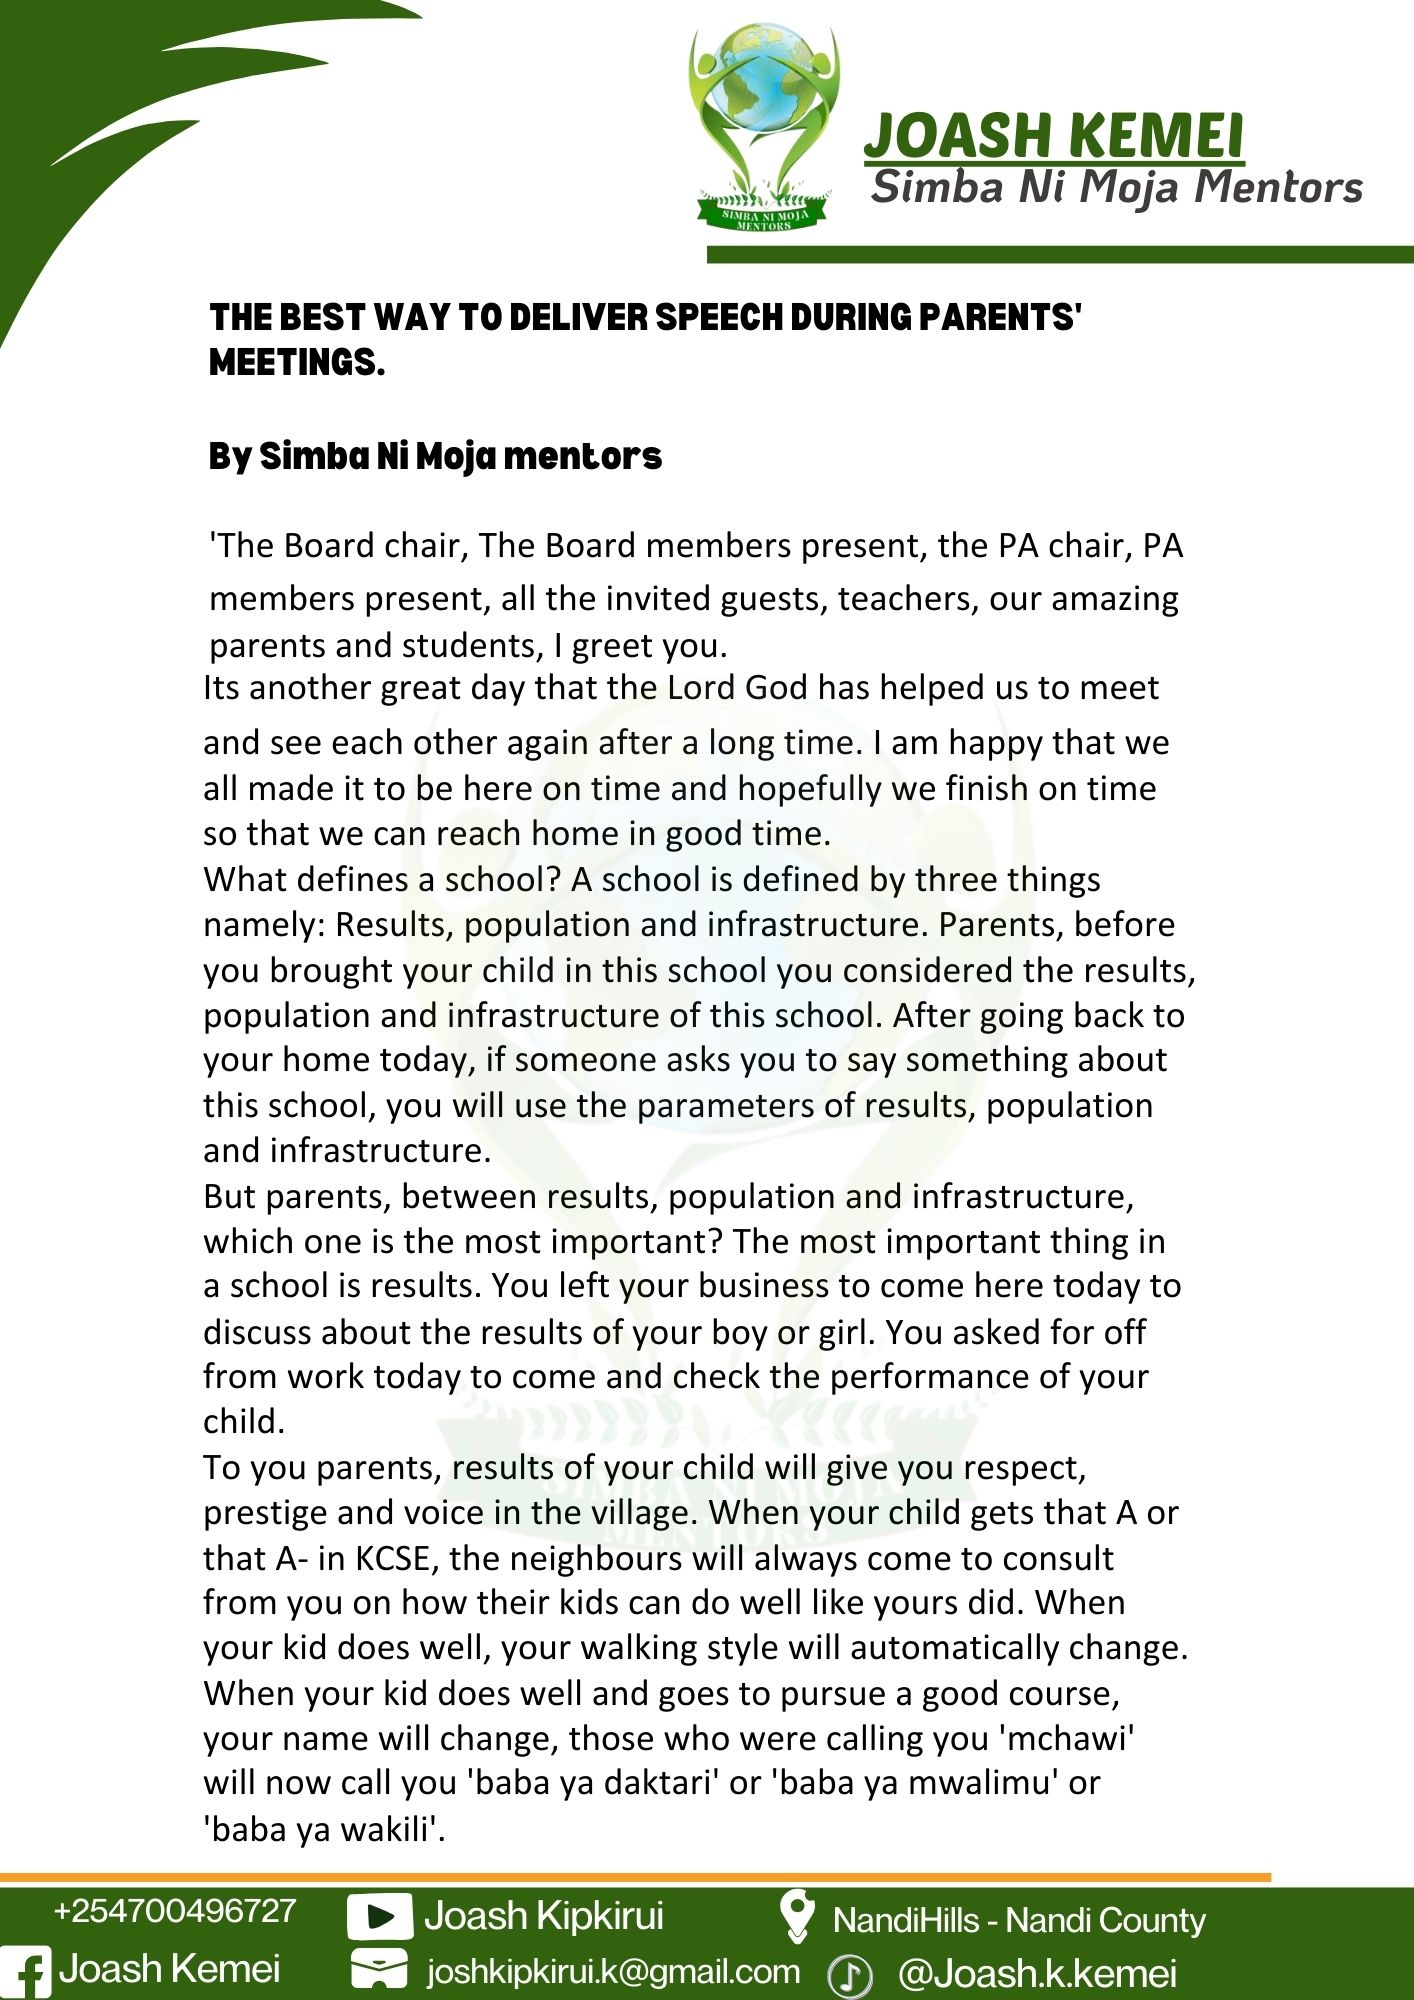 SIMBA NI MOJA
MENTORS
JOASH KEMEI
Simba Ni Moja Mentors
THE BEST WAY TO DELIVER SPEECH DURING PARENTS'
MEETINGS.
By Simba Ni Moja mentors
'The Board chair, The Board members present, the PA chair, PA
members present, all the invited guests, teachers, our amazing
parents and students, I greet you.
Its another great day that the Lord God has helped us to meet
and see each other again after a long time. I am happy that we
all made it to be here on time and hopefully we finish on time
so that we can reach home in good time.
What defines a school? A school is defined by three things
namely: Results, population and infrastructure. Parents, before
you brought your child in this school you considered the results,
population and infrastructure of this school. After going back to
your home today, if someone asks you to say something about
this school, you will use the parameters of results, population
and infrastructure.
But parents, between results, population and infrastructure,
which one is the most important? The most important thing in
a school is results. You left your business to come here today to
discuss about the results of your boy or girl. You asked for off
from work today to come and check the performance of your
child.
To you parents, results of your child will give you respect,
prestige and voice in the village. When your child gets that A or
that A- in KCSE, the neighbours will always come to consult
from you on how their kids can do well like yours did. When
your kid does well, your walking style will automatically change.
When your kid does well and goes to pursue a good course,
your name will change, those who were calling you 'mchawi'
will now call you 'baba ya daktari' or 'baba ya mwalimu' or
'baba ya wakili'.
SIMBA NI MOJA
MENTORS
+254700496727
Joash Kipkirui
NandiHills - Nandi County
Joash Kemei
joshkipkirui.k@gmail.com
@Joash.k.kemei